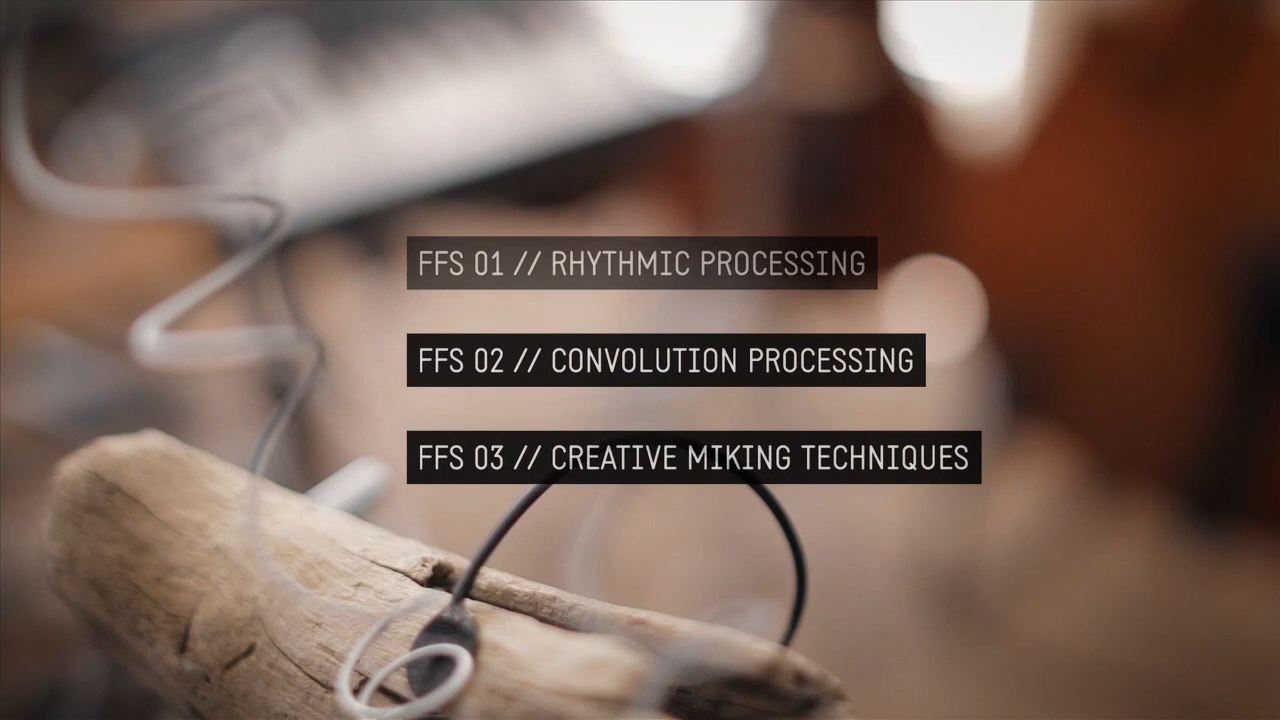 FFS 01 // RHYTHMIC PROCESSING
FFS 02 // CONVOLUTION PROCESSING
FFS 03 // CREATIVE MIKING TECHNIQUES